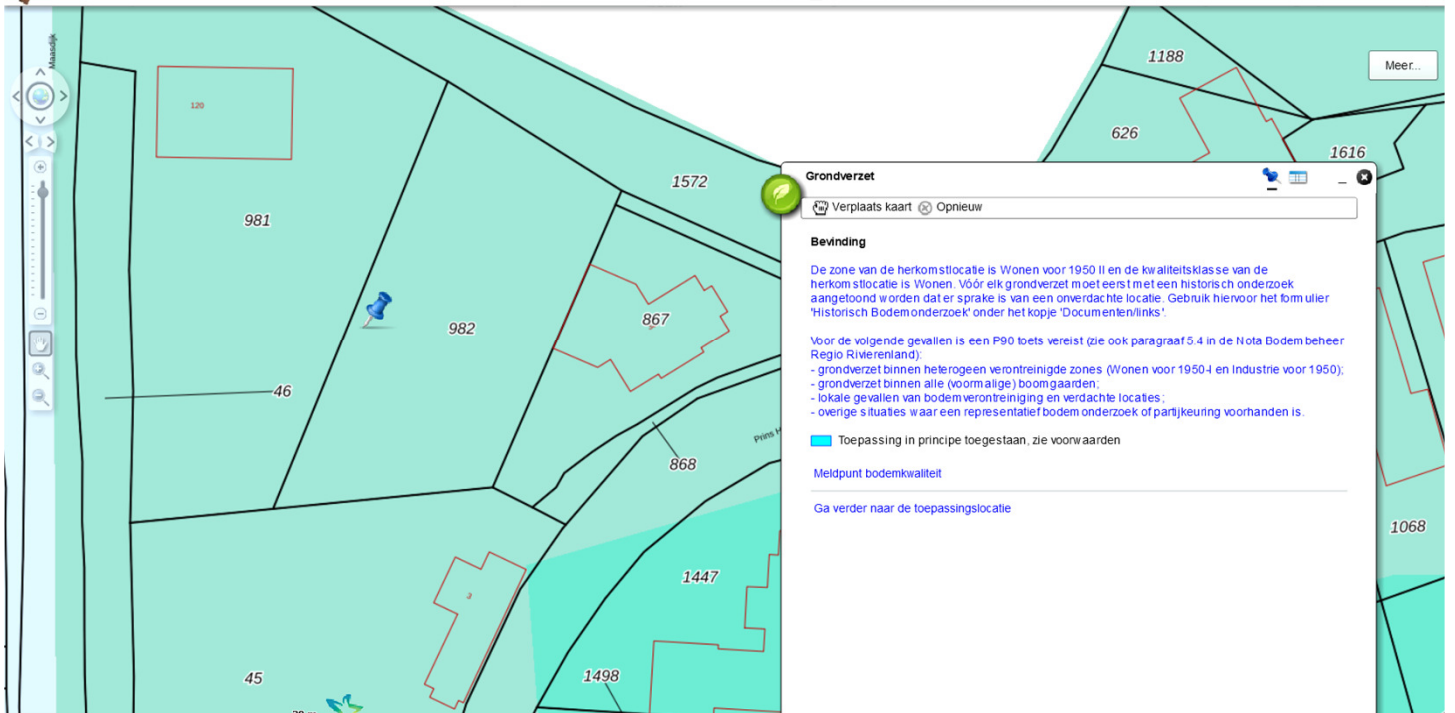 Maasdijk
120
981
1572
982
867
46
868
Prins H
1447
3
45
1498
1188
626
1616
1068
Meer...
Grondverzet
Verplaats kaart Opnieuw
Bevinding
De zone van de herkomstlocatie is Wonen voor 1950 II en de kwaliteitsklasse van de
herkomstlocatie is Wonen. Vóór elk grondverzet moet eerst met een historisch onderzoek
aangetoond worden dat er sprake is van een onverdachte locatie. Gebruik hiervoor het formulier
'Historisch Bodemonderzoek' onder het kopje 'Documenten/links'.
Voor de volgende gevallen is een P90 toets vereist (zie ook paragraaf 5.4 in de Nota Bodembeheer
Regio Rivierenland):
- grondverzet binnen heterogeen verontreinigde zones (Wonen voor 1950-I en Industrie voor 1950);
- grondverzet binnen alle (voormalige) boomgaarden;
- lokale gevallen van bodemverontreiniging en verdachte locaties;
- overige situaties waar een representatief bodemonderzoek of partijkeuring voorhanden is.
Toepassing in principe toegestaan, zie voorwaarden
Meldpunt bodemkwaliteit
Ga verder naar de toepassingslocatie